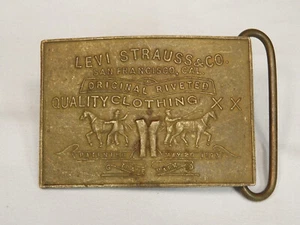 LEVI STRAUSS & CO.
SAN FRANCISCO, CAL.
ORIGINAL RIVETED
QUALITY CLOTHING XX